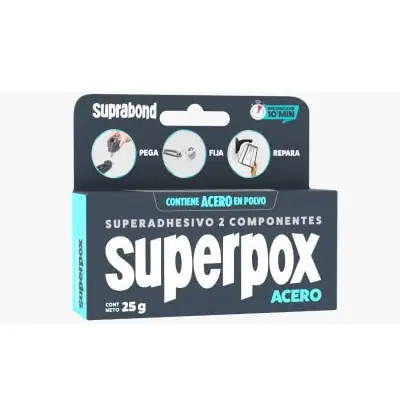 Suprabond
10 MIN
PEGA
FIJA
REPARA
CONTIENE ACERO EN POLVO
SUPERADHESIVO 2 COMPONENTES
superpox
ACERO
CONT
NETO 25 g
superpox